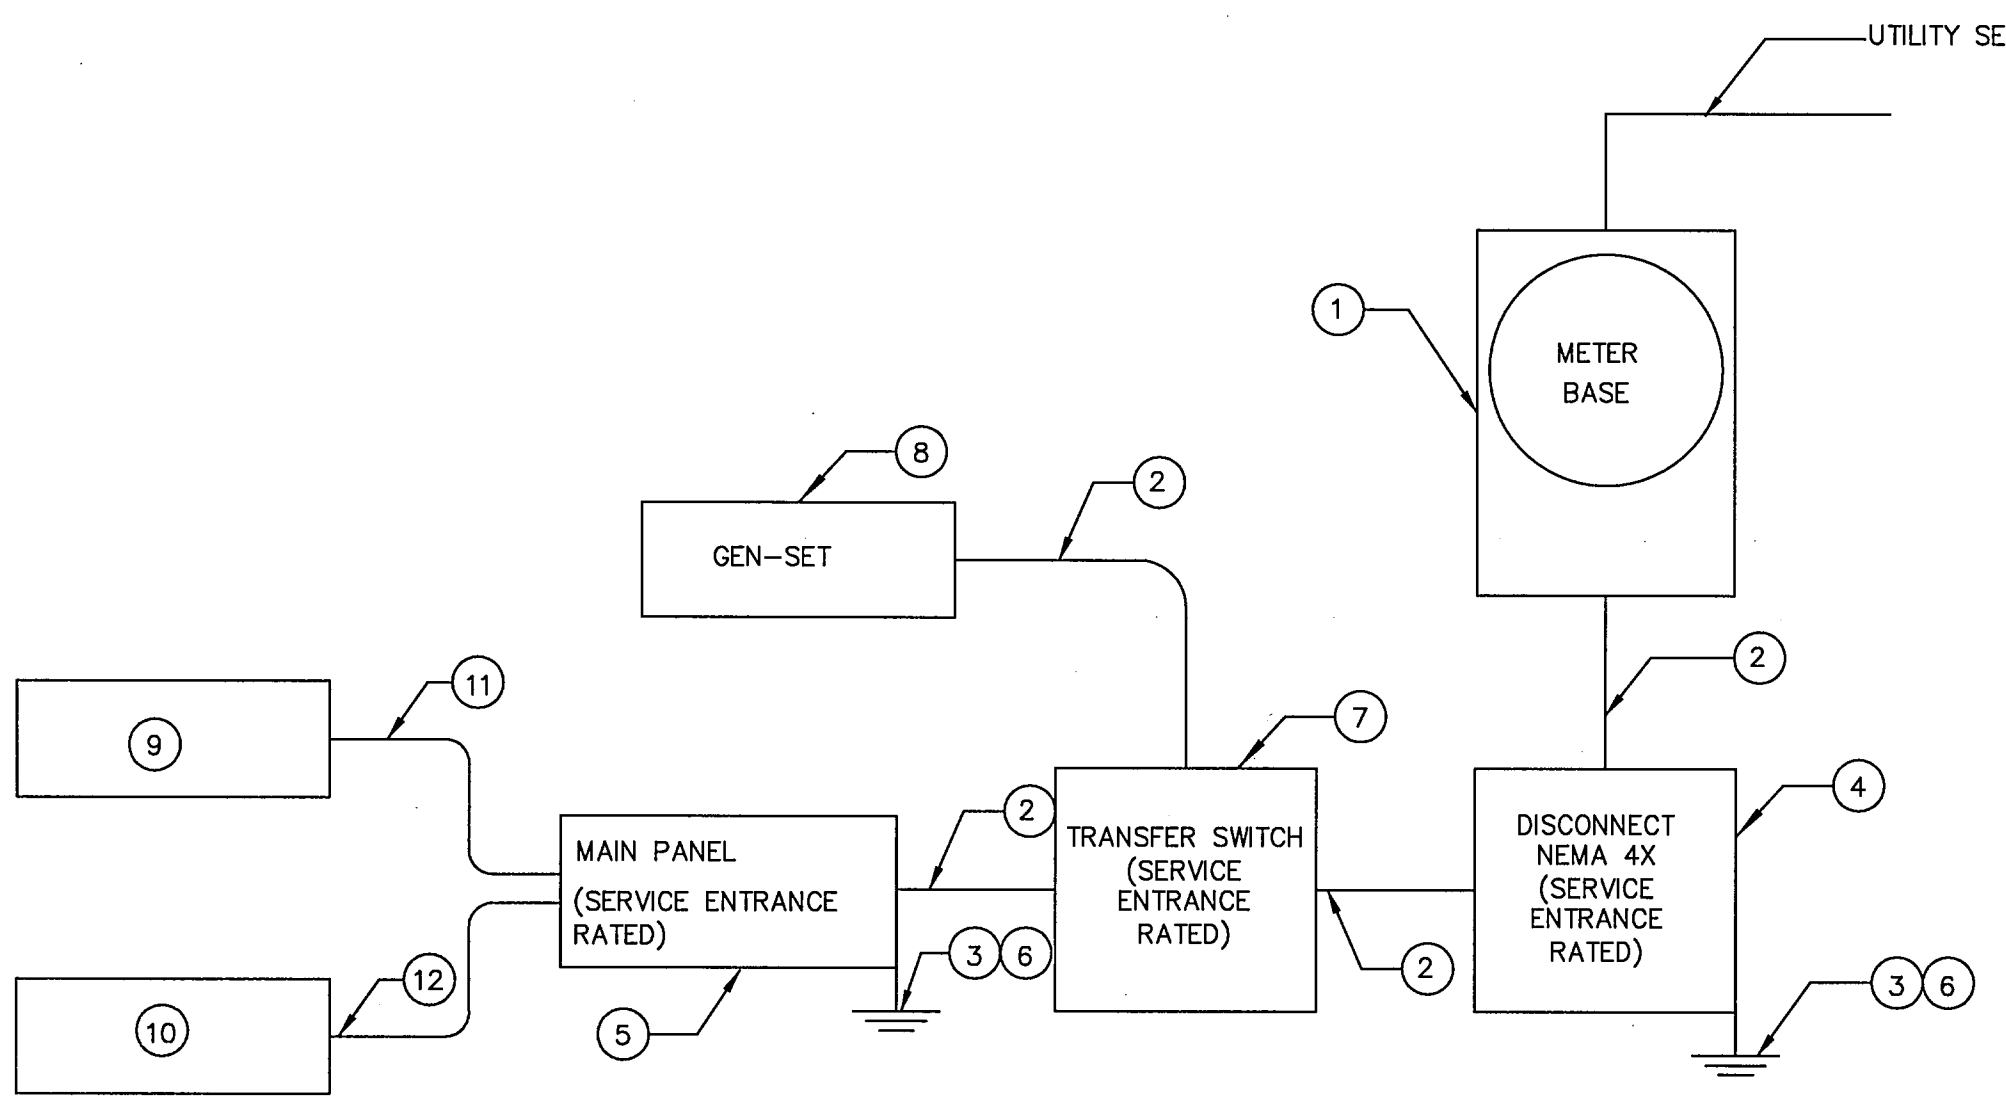 UTILITY SE
1
METER
BASE
8
2
GEN-SET
2
11
7
9
4
2
TRANSFER SWITCH
(SERVICE
ENTRANCE
RATED)
DISCONNECT
NEMA 4X
(SERVICE
ENTRANCE
RATED)
MAIN PANEL
(SERVICE ENTRANCE
RATED)
3 6
2
12
3 6
10
5